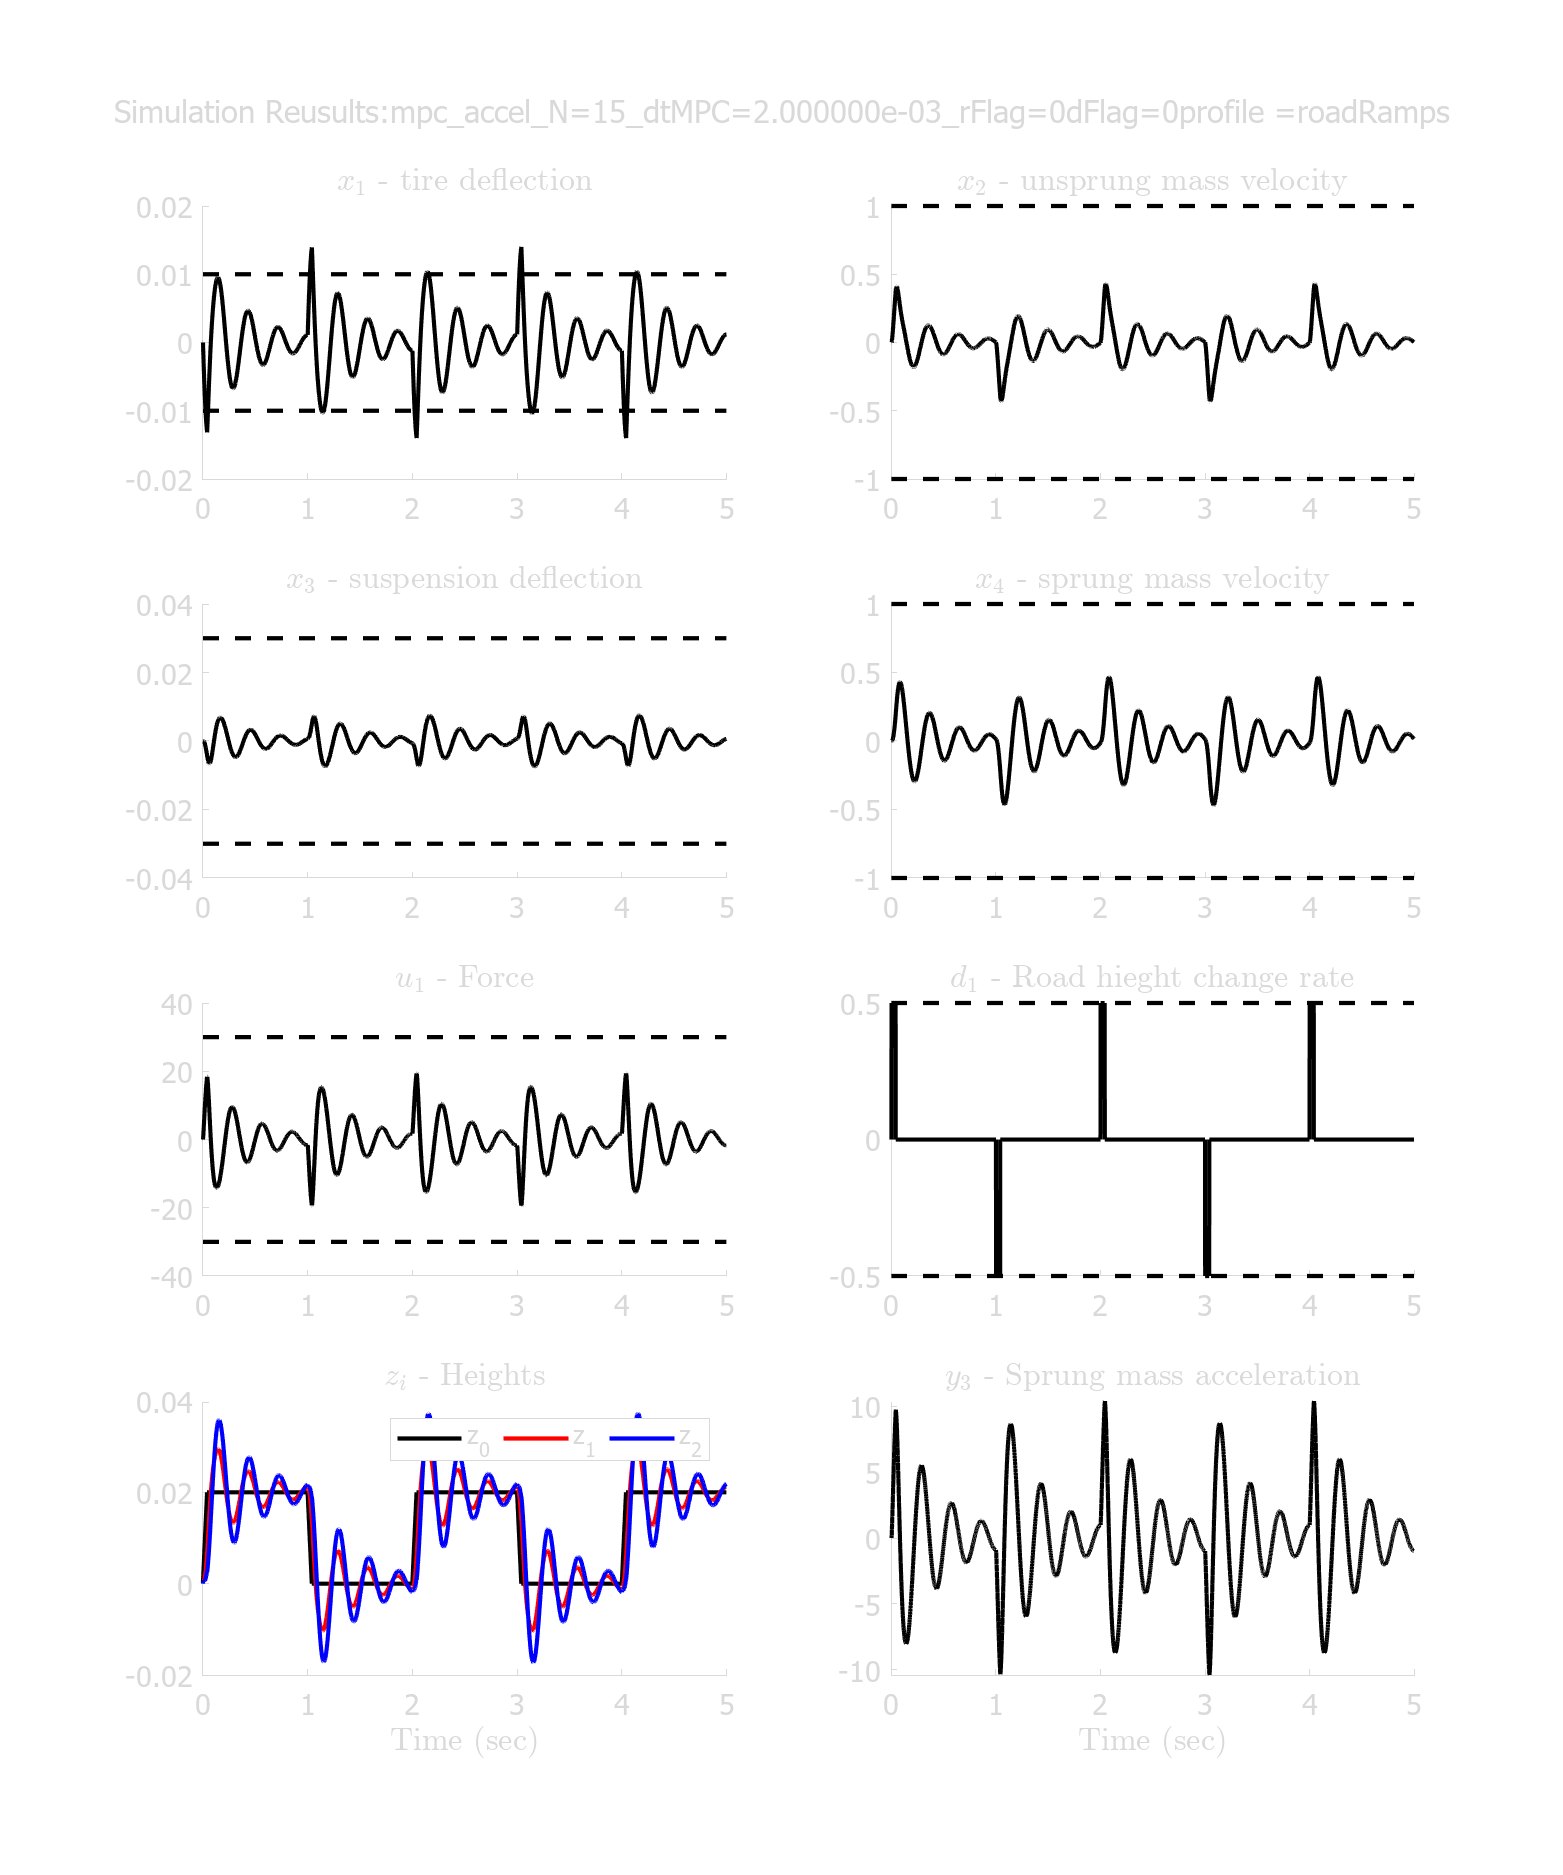 Simulation Reusults:mpc_accel_N=15_dtMPC=2.000000e-03_rFlag=0dFlag=0profile =roadRamps
x1 - tire deflection
0.02
0.01
0
-0.01
-0.02
0 1 2 3 4 5
x2 - unsprung mass velocity
1
0.5
0
-0.5
-1
0 1 2 3 4 5
x3 - suspension deflection
0.04
0.02
0
-0.02
-0.04
0 1 2 3 4 5
x4 - sprung mass velocity
1
0.5
0
-0.5
-1
0 1 2 3 4 5
u1 - Force
40
20
0
-20
-40
0 1 2 3 4 5
d1 - Road hieght change rate
0.5
0
-0.5
0 1 2 3 4 5
zi - Heights
0.04
0.02
0
-0.02
z0 z1 z2
0 1 2 3 4 5
Time (sec)
y3 - Sprung mass acceleration
10
5
0
-5
-10
0 1 2 3 4 5
Time (sec)